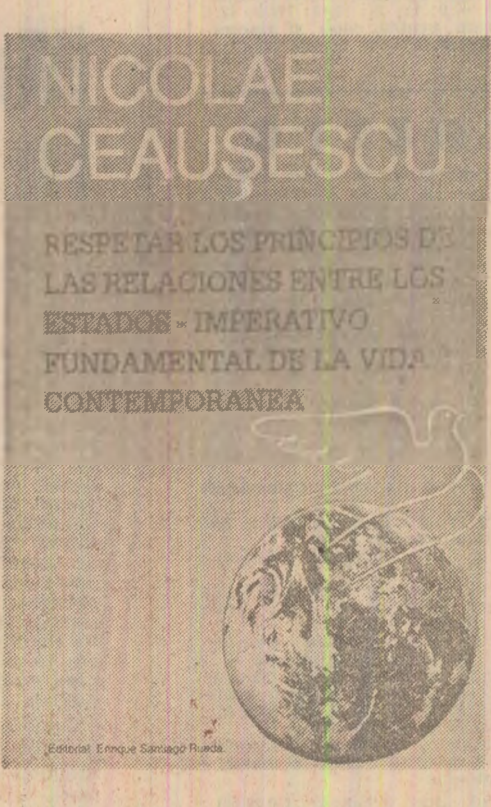 NICOLAE
CEAUȘESCU
RESPETAR LOS PRINCIPIOS DE
LAS RELACIONES ENTRE LOS
ESTADOS - IMPERATIVO
FUNDAMENTAL DE LA VIDA
CONTEMPORANEA
Editorial Enrique Santiago Rueda